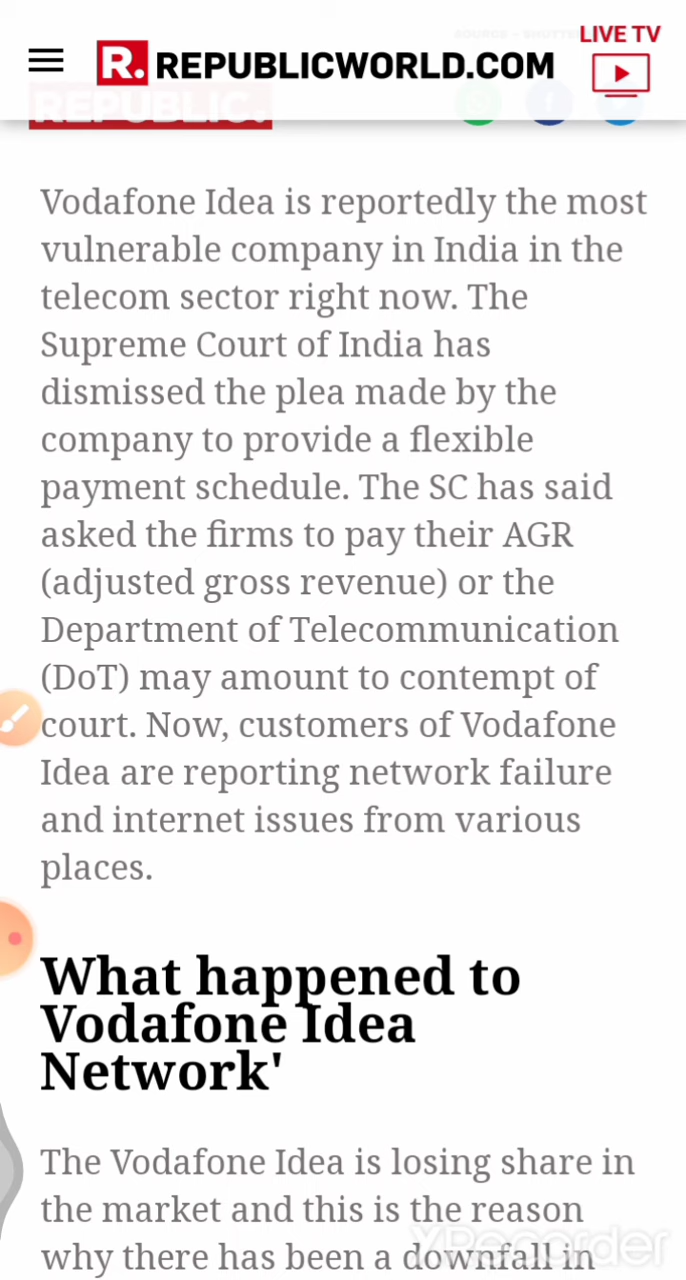 SOURCE - SHUTTE
LIVE TV
R. REPUBLICWORLD.COM
REPUBLIC.
Vodafone Idea is reportedly the most
vulnerable company in India in the
telecom sector right now. The
Supreme Court of India has
dismissed the plea made by the
company to provide a flexible
payment schedule. The SC has said
asked the firms to pay their AGR
(adjusted gross revenue) or the
Department of Telecommunication
(DoT) may amount to contempt of
court. Now, customers of Vodafone
Idea are reporting network failure
and internet issues from various
places.
What happened to
Vodafone Idea
Network'
The Vodafone Idea is losing share in
the market and this is the reason
why there has been a downfall in
XRecorder